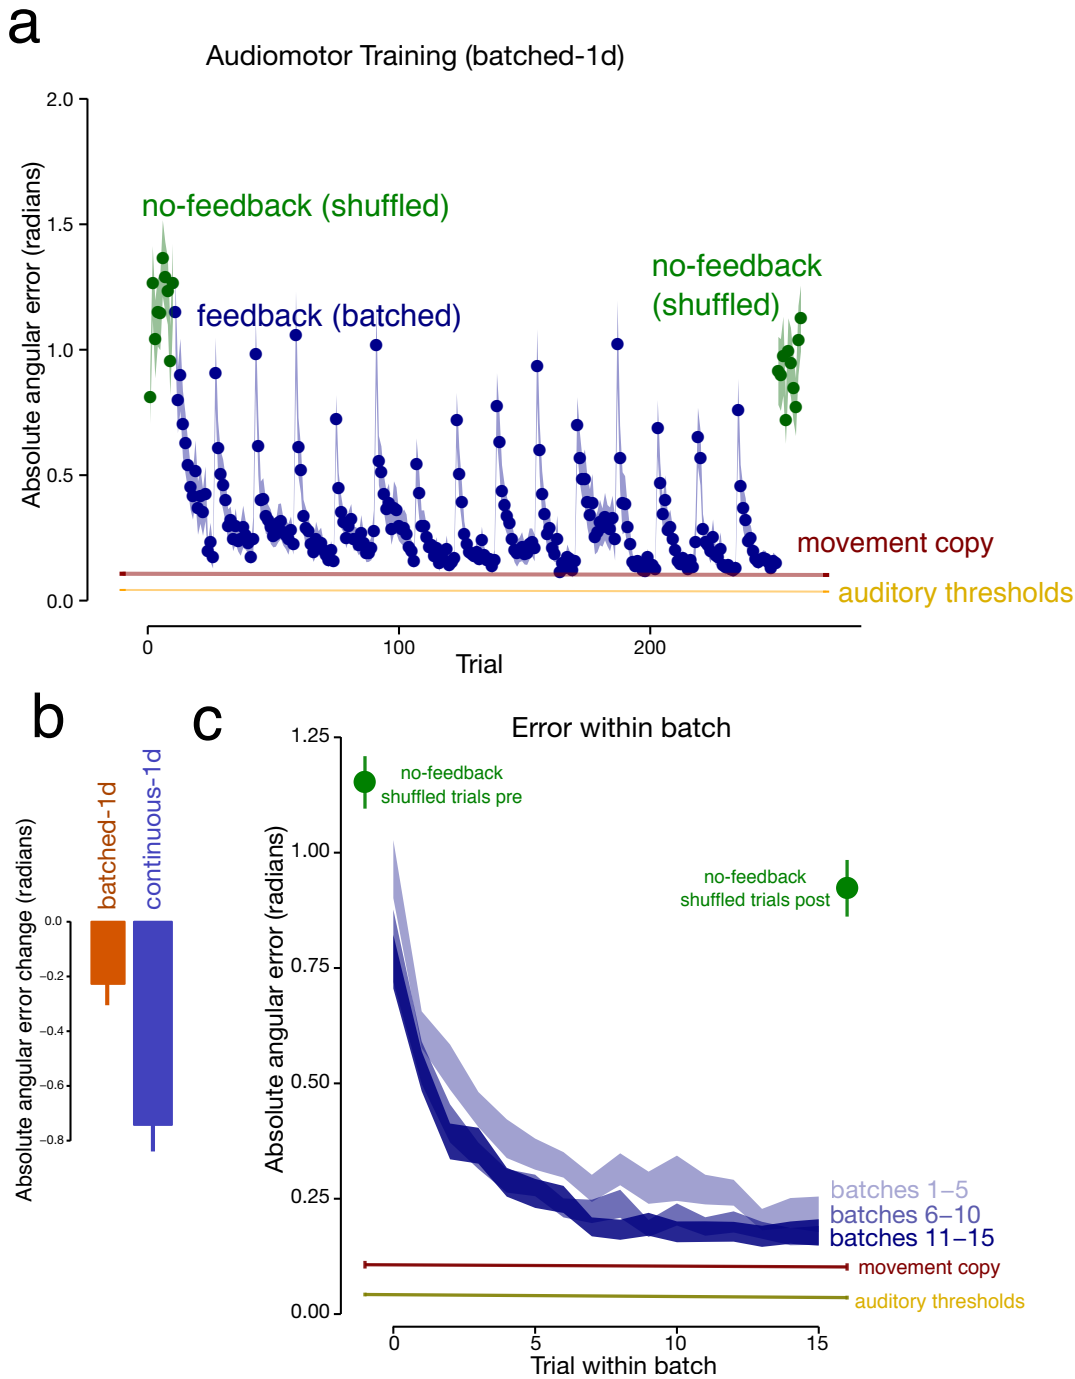 a
Audiomotor Training (batched-1d)
Absolute angular error (radians)
2.0
1.5
1.0
0.5
0.0
no-feedback (shuffled)
feedback (batched)
no-feedback
(shuffled)
movement copy
auditory thresholds
0
100
200
Trial
b
batched-1d
continuous-1d
Absolute angular error change (radians)
0.0
−0.2
−0.4
−0.6
−0.8
c
Error within batch
Absolute angular error (radians)
1.25
1.00
0.75
0.50
0.25
0.00
no-feedback
shuffled trials pre
no-feedback
shuffled trials post
batches 1−5
batches 6−10
batches 11−15
movement copy
auditory thresholds
0
5
10
15
Trial within batch